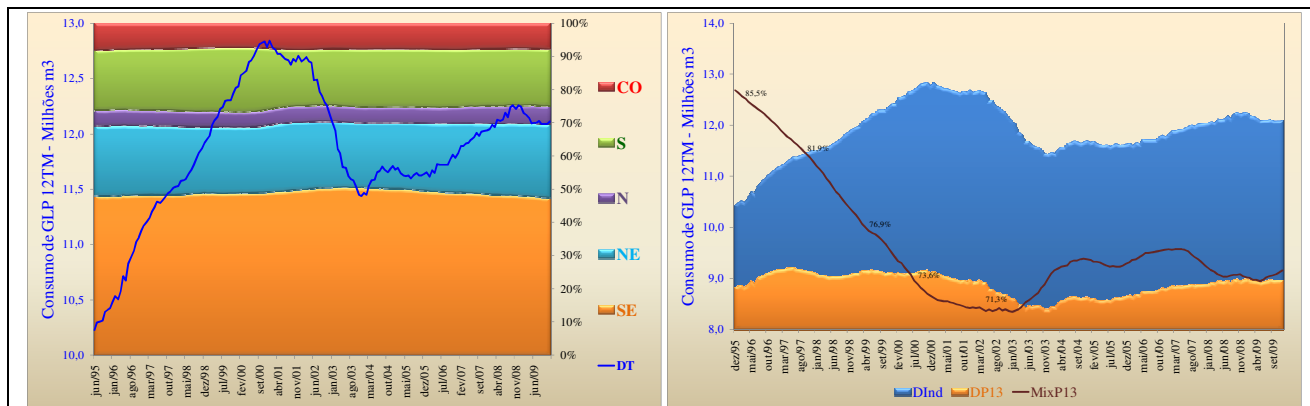 Consumo de GLP 12TM - Milhões m3
13,0
12,5
12,0
11,5
11,0
10,5
10,0
100%
90%
80%
70%
60%
50%
40%
30%
20%
10%
0%
CO
S
N
NE
SE
DT
jun/95
jan/96
ago/96
mar/97
out/97
mai/98
dez/98
jul/99
fev/00
set/00
abr/01
nov/01
jun/02
jan/03
ago/03
mar/04
out/04
mai/05
dez/05
jul/06
fev/07
set/07
abr/08
nov/08
jun/09
Consumo de GLP 12TM - Milhões m3
14,0
13,0
12,0
11,0
10,0
9,0
8,0
85,5%
81,9%
76,9%
73,6%
71,3%
dez/95
mai/96
out/96
mar/97
ago/97
jan/98
jun/98
nov/98
abr/99
set/99
fev/00
jul/00
dez/00
mai/01
out/01
mar/02
ago/02
jan/03
jun/03
nov/03
abr/04
set/04
fev/05
jul/05
dez/05
mai/06
out/06
mar/07
ago/07
jan/08
jun/08
nov/08
abr/09
set/09
DInd DP13 MixP13